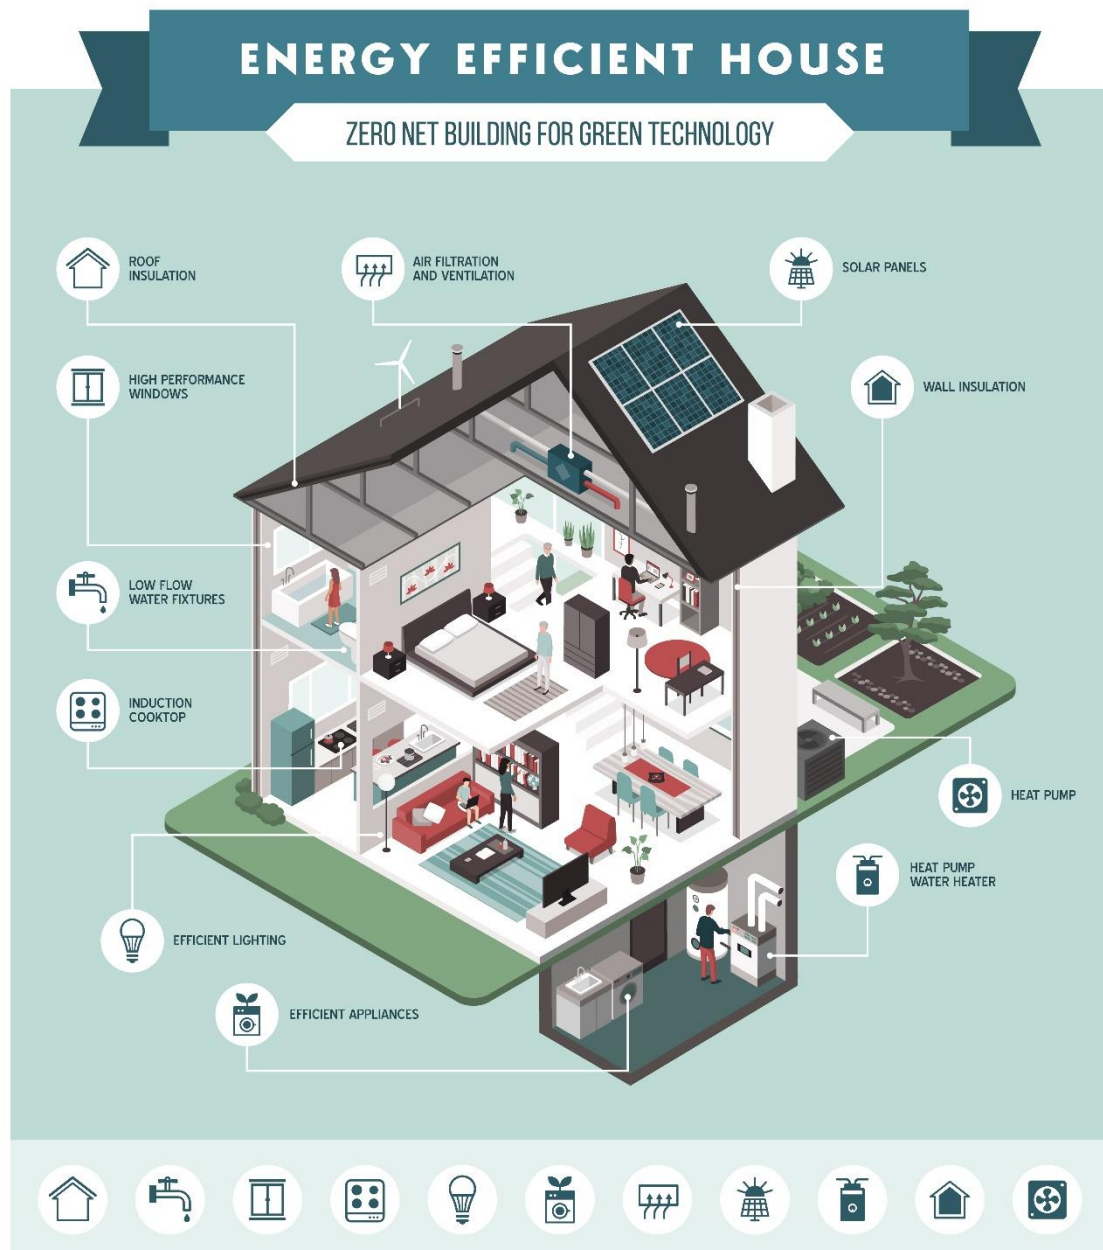 ENERGY EFFICIENT HOUSE
ZERO NET BUILDING FOR GREEN TECHNOLOGY
ROOF
INSULATION
AIR FILTRATION
AND VENTILATION
SOLAR PANELS
HIGH PERFORMANCE
WINDOWS
WALL INSULATION
LOW FLOW
WATER FIXTURES
INDUCTION
COOKTOP
HEAT PUMP
HEAT PUMP
WATER HEATER
EFFICIENT LIGHTING
EFFICIENT APPLIANCES